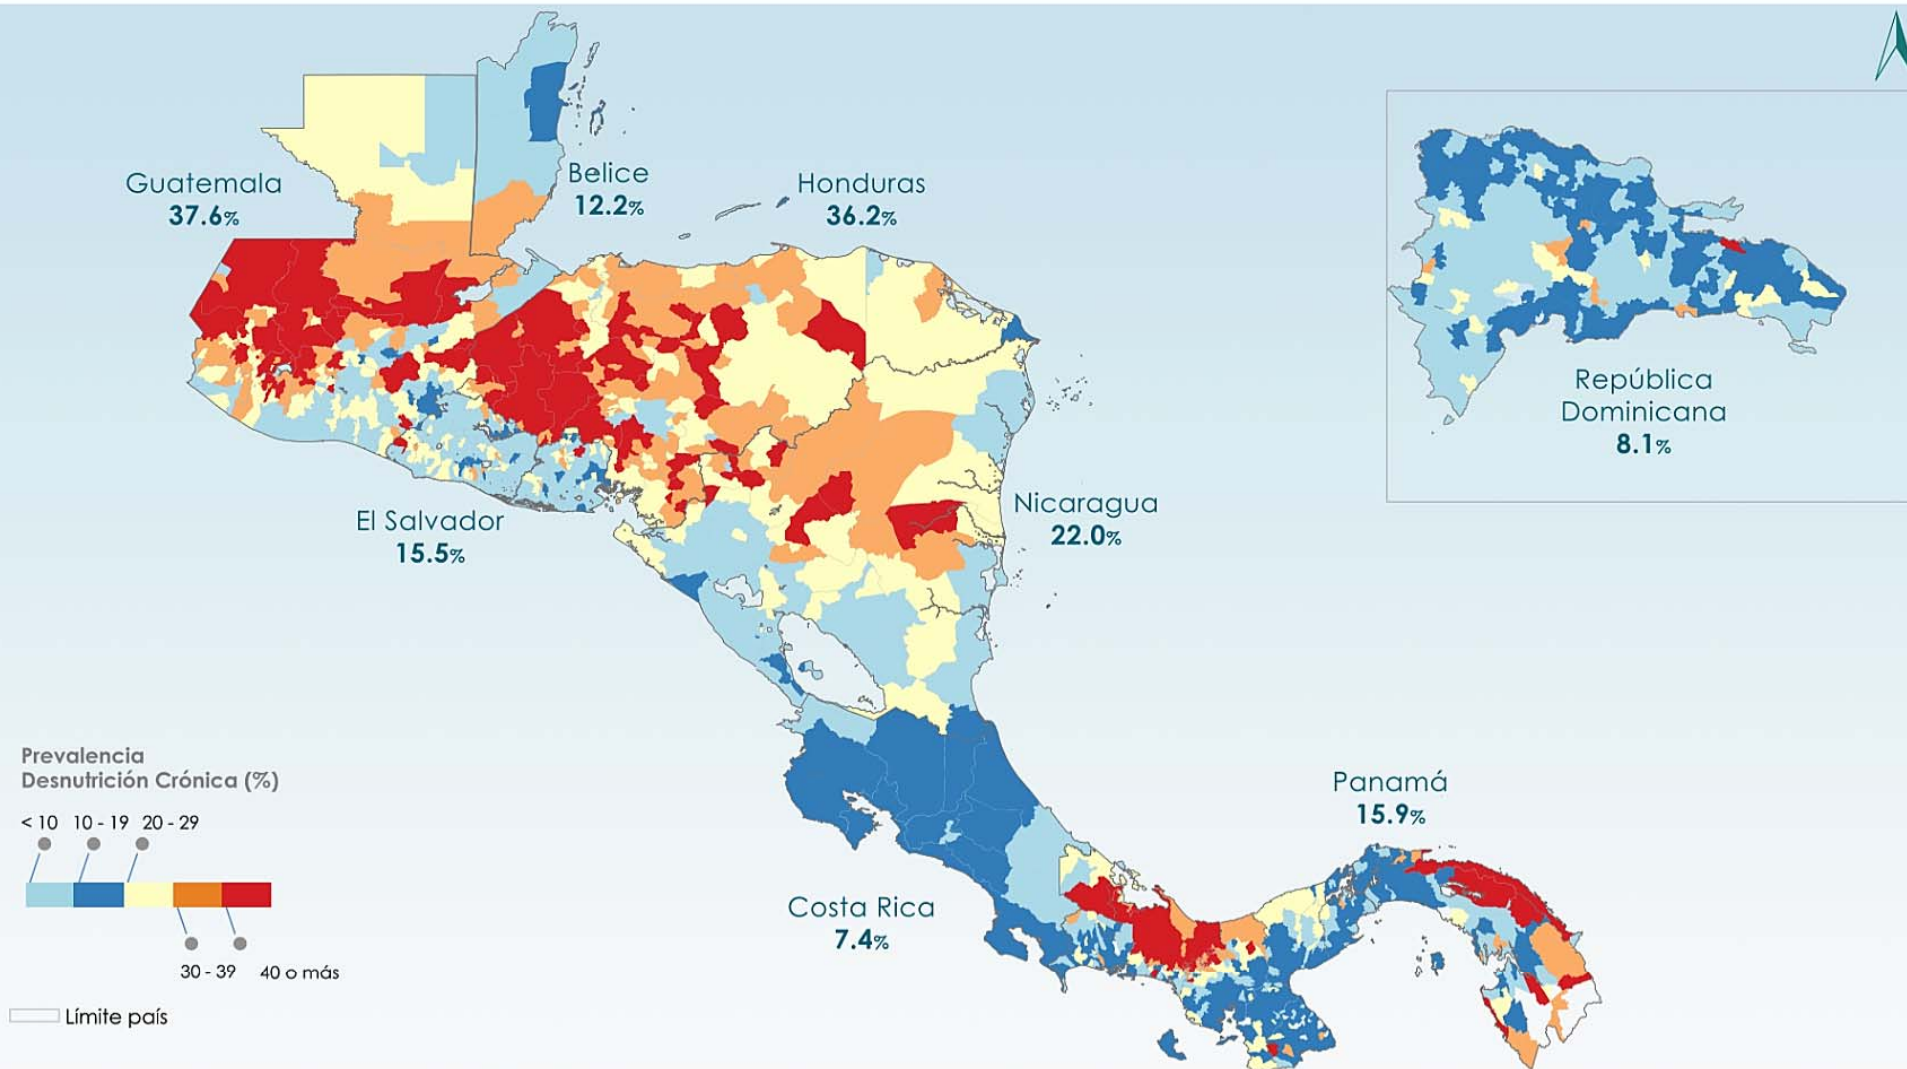 Guatemala
37.6%
Belice
12.2%
Honduras
36.2%
El Salvador
15.5%
Nicaragua
22.0%
República
Dominicana
8.1%
Costa Rica
7.4%
Panamá
15.9%
Prevalencia
Desnutrición Crónica (%)
< 10 10 - 19 20 - 29
30 - 39 40 o más
Límite país